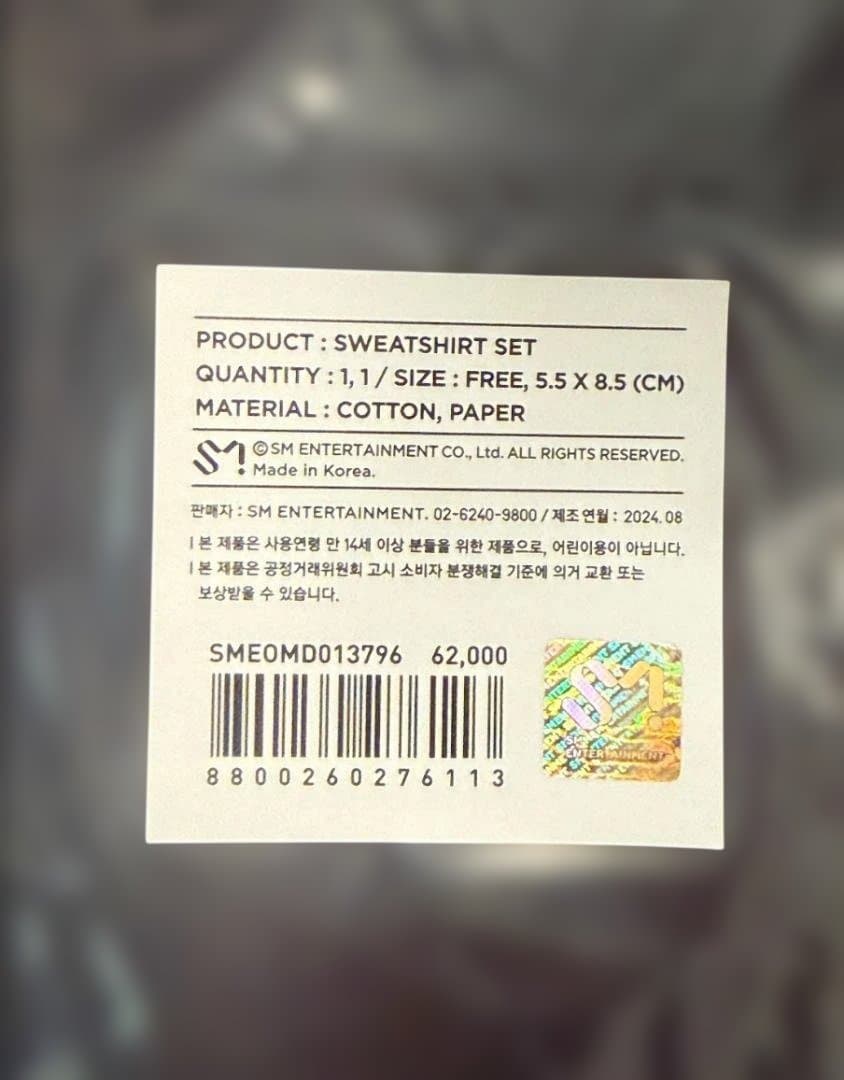 PRODUCT : SWEATSHIRT SET
QUANTITY : 1, 1 / SIZE : FREE, 5.5 X 8.5 (CM)
MATERIAL : COTTON, PAPER
SM ©SM ENTERTAINMENT CO., Ltd. ALL RIGHTS RESERVED.
Made in Korea.
판매자 : SM ENTERTAINMENT. 02-6240-9800 / 제조연월 : 2024. 08
l 본 제품은 사용연령 만 14세 이상 분들을 위한 제품으로, 어린이용이 아닙니다.
l 본 제품은 공정거래위원회 고시 소비자 분쟁해결 기준에 의거 교환 또는
보상받을 수 있습니다.
SMEOMD013796 62,000
8800260276113
SM
ENTERTAINMENT